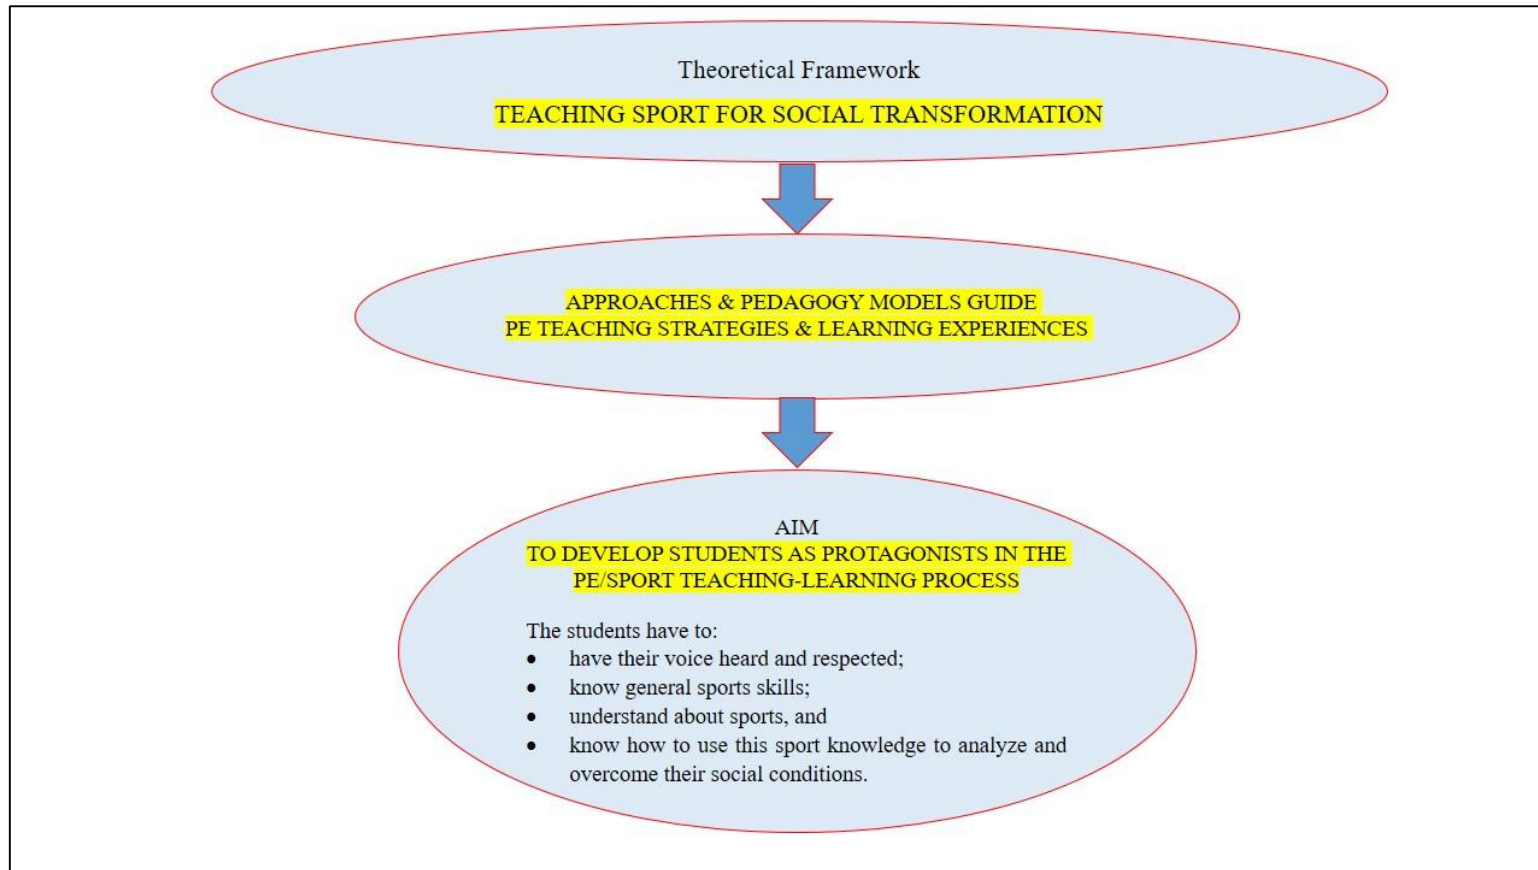 Theoretical Framework
TEACHING SPORT FOR SOCIAL TRANSFORMATION
APPROACHES & PEDAGOGY MODELS GUIDE
PE TEACHING STRATEGIES & LEARNING EXPERIENCES
AIM
TO DEVELOP STUDENTS AS PROTAGONISTS IN THE
PE/SPORT TEACHING-LEARNING PROCESS
The students have to:
• have their voice heard and respected;
• know general sports skills;
• understand about sports, and
• know how to use this sport knowledge to analyze and
overcome their social conditions.